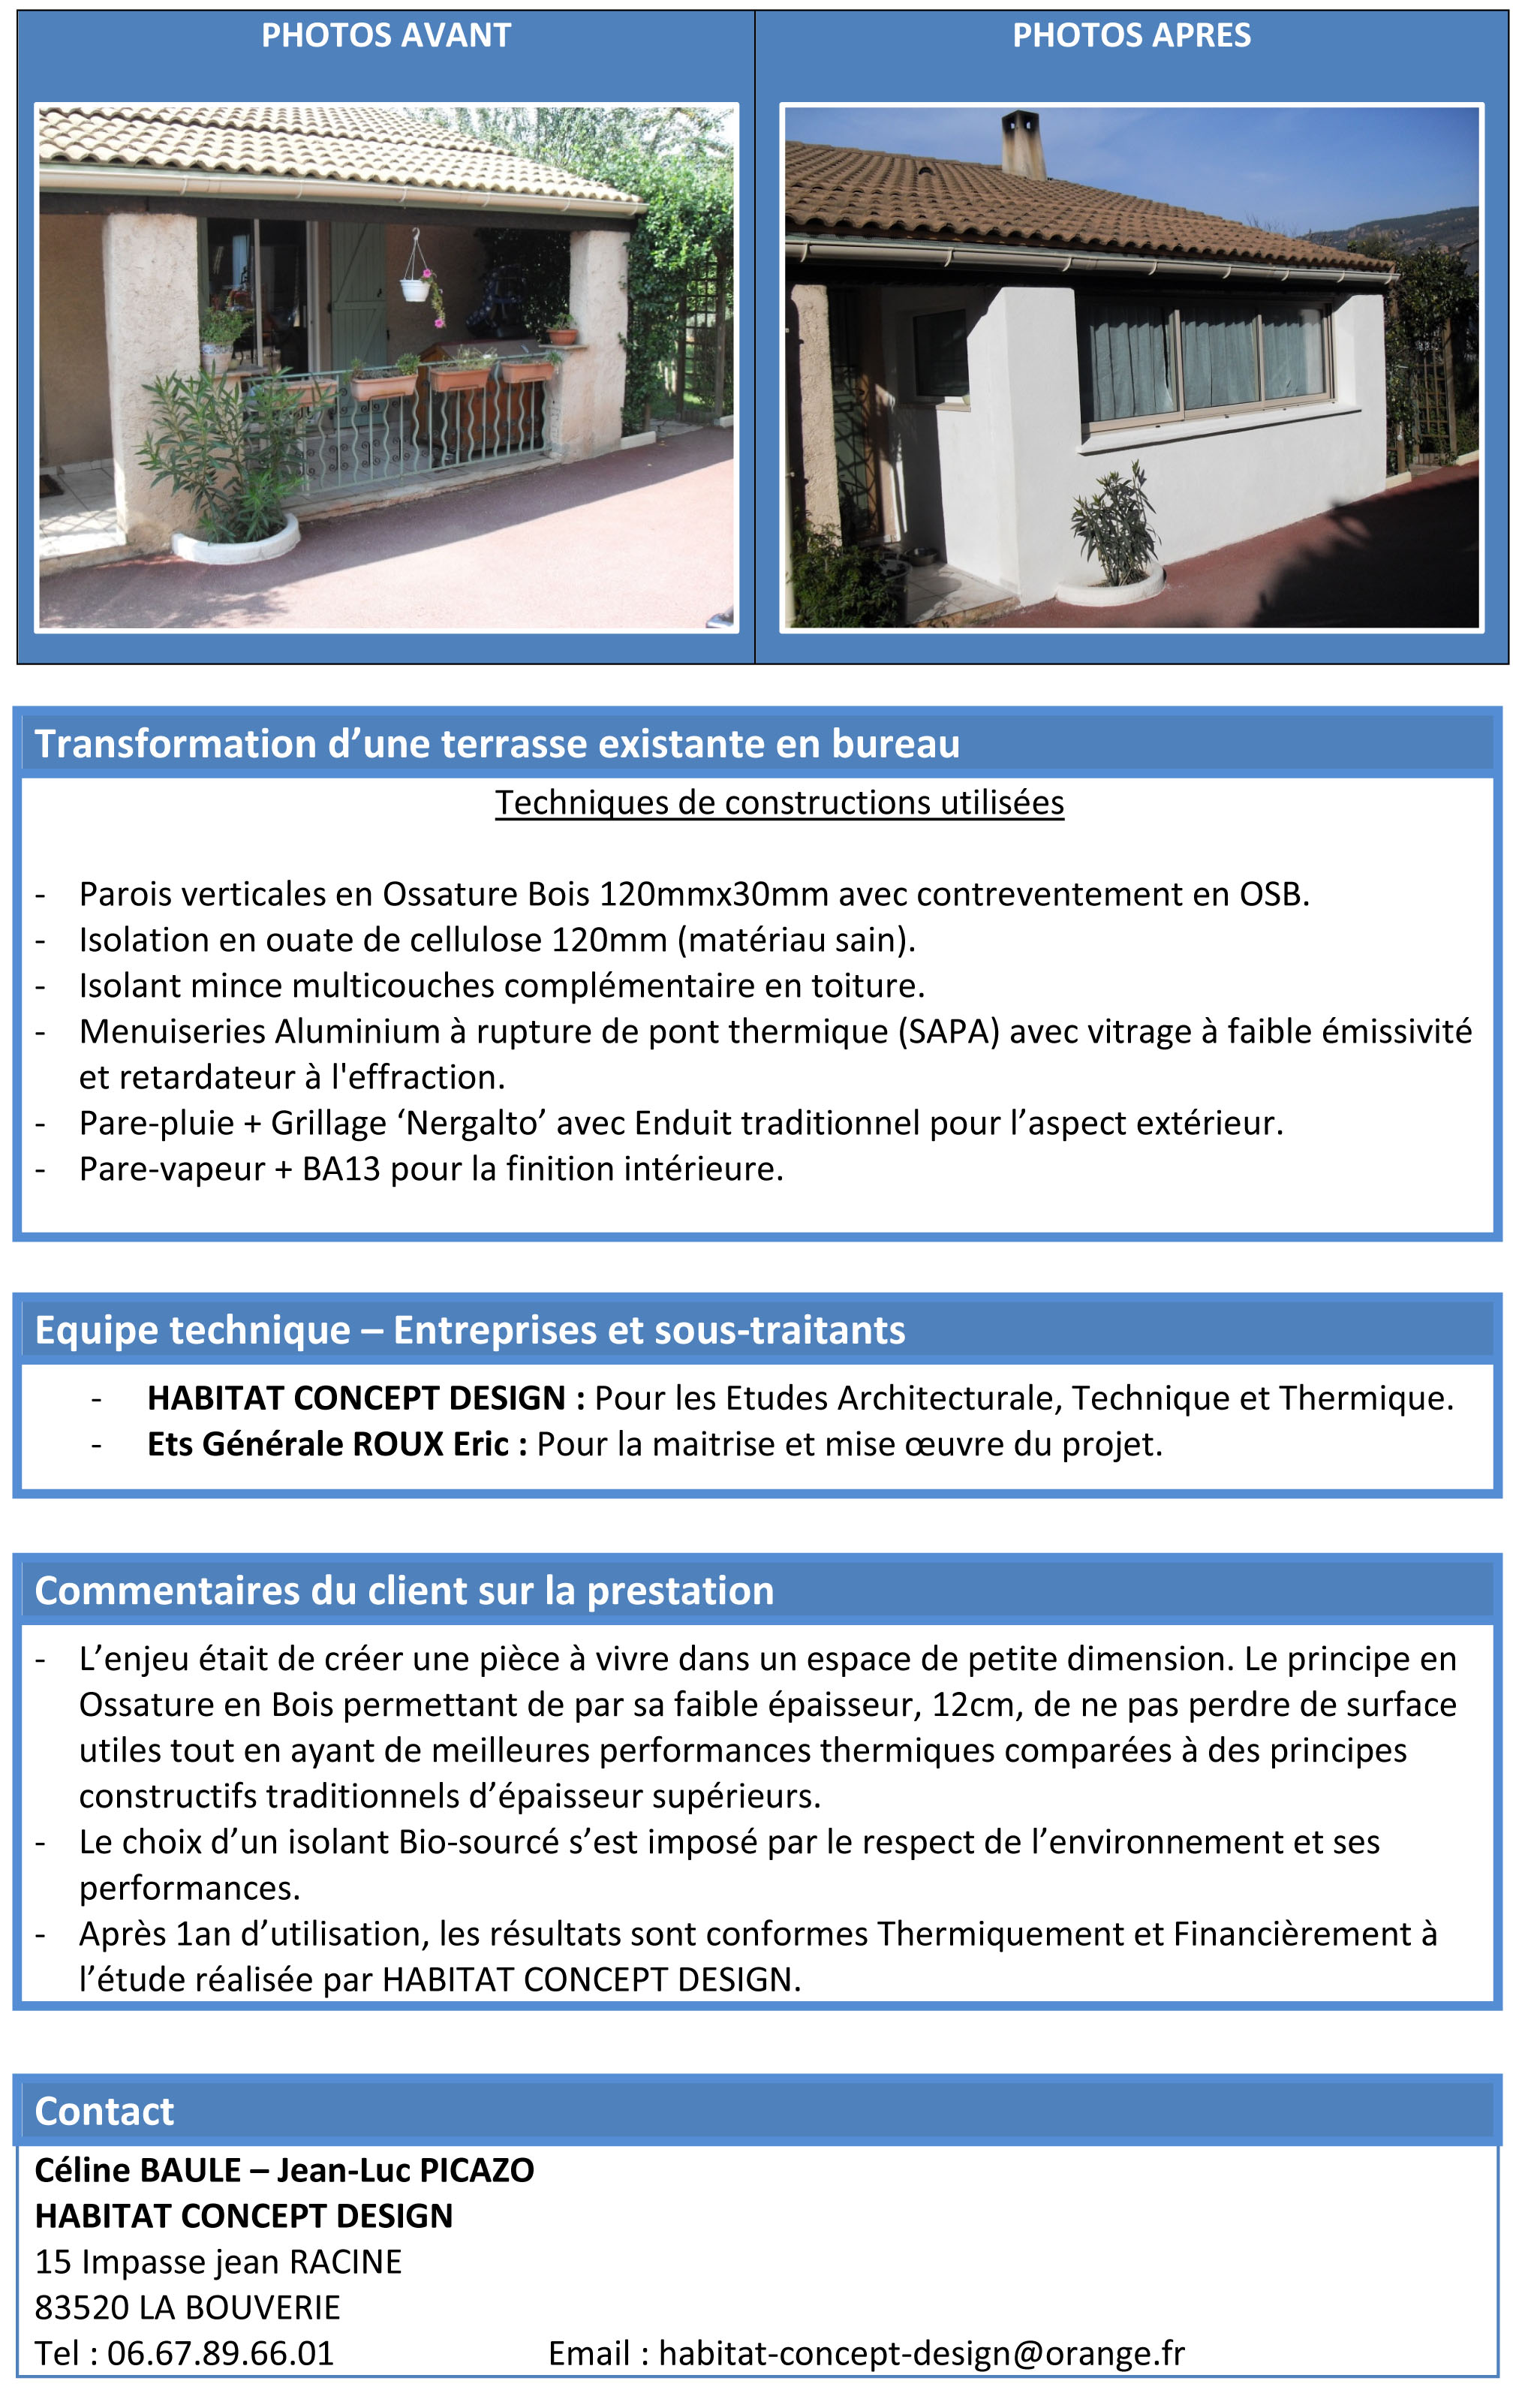 PHOTOS AVANT
PHOTOS APRES
Transformation d’une terrasse existante en bureau
Techniques de constructions utilisées
- Parois verticales en Ossature Bois 120mmx30mm avec contreventement en OSB.
- Isolation en ouate de cellulose 120mm (matériau sain).
- Isolant mince multicouches complémentaire en toiture.
- Menuiseries Aluminium à rupture de pont thermique (SAPA) avec vitrage à faible émissivité
et retardateur à l'effraction.
- Pare-pluie + Grillage ‘Nergalto’ avec Enduit traditionnel pour l’aspect extérieur.
- Pare-vapeur + BA13 pour la finition intérieure.
Equipe technique – Entreprises et sous-traitants
- HABITAT CONCEPT DESIGN : Pour les Etudes Architecturale, Technique et Thermique.
- Ets Générale ROUX Eric : Pour la maitrise et mise œuvre du projet.
Commentaires du client sur la prestation
- L’enjeu était de créer une pièce à vivre dans un espace de petite dimension. Le principe en
Ossature en Bois permettant de par sa faible épaisseur, 12cm, de ne pas perdre de surface
utiles tout en ayant de meilleures performances thermiques comparées à des principes
constructifs traditionnels d’épaisseur supérieurs.
- Le choix d’un isolant Bio-sourcé s’est imposé par le respect de l’environnement et ses
performances.
- Après 1an d’utilisation, les résultats sont conformes Thermiquement et Financièrement à
l’étude réalisée par HABITAT CONCEPT DESIGN.
Contact
Céline BAULE – Jean-Luc PICAZO
HABITAT CONCEPT DESIGN
15 Impasse jean RACINE
83520 LA BOUVERIE
Tel : 06.67.89.66.01 Email : habitat-concept-design@orange.fr